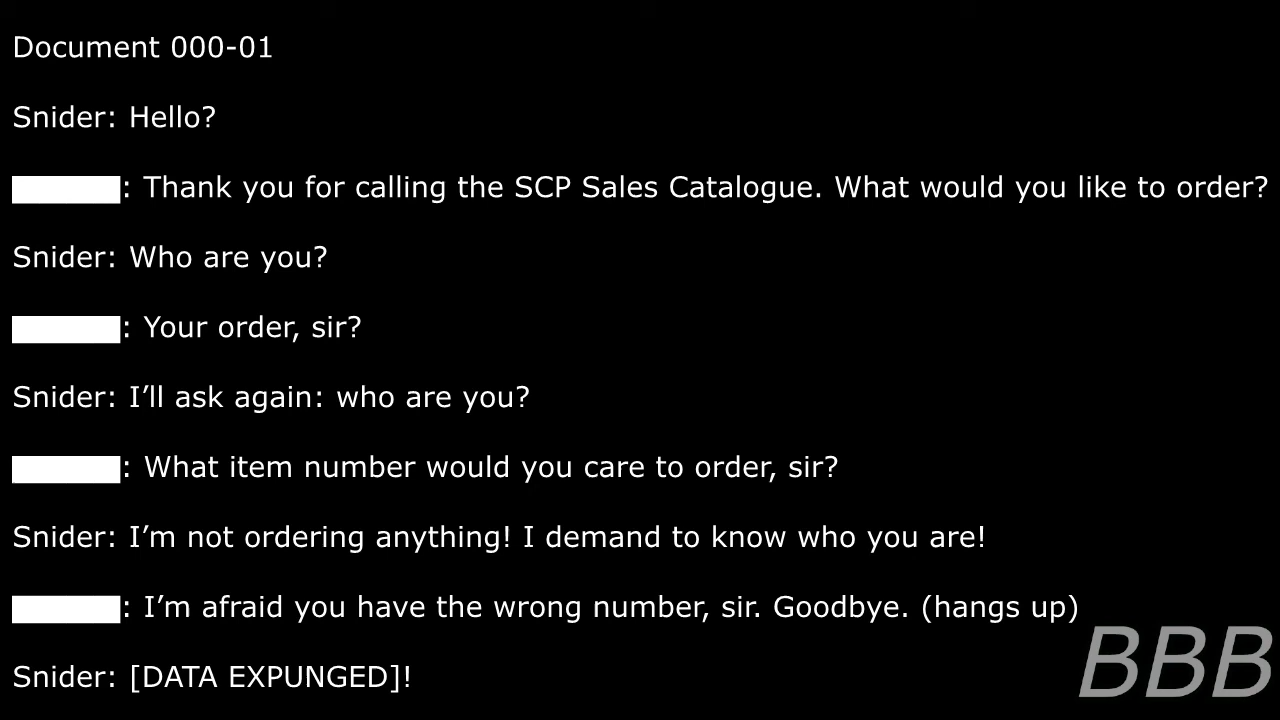 Document 000-01
Snider: Hello?
: Thank you for calling the SCP Sales Catalogue. What would you like to order?
Snider: Who are you?
: Your order, sir?
Snider: I’ll ask again: who are you?
: What item number would you care to order, sir?
Snider: I’m not ordering anything! I demand to know who you are!
: I’m afraid you have the wrong number, sir. Goodbye. (hangs up)
Snider: [DATA EXPUNGED]!
BBB